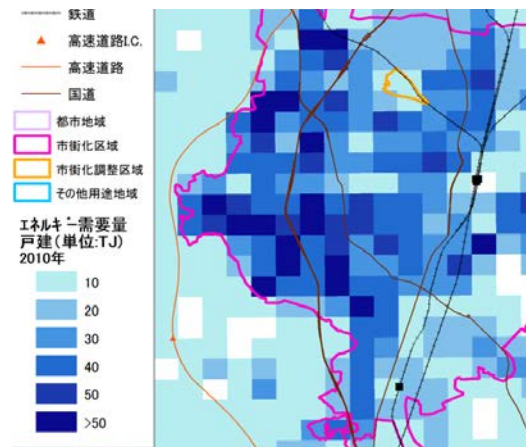 鉄道
高速道路I.C.
高速道路
国道
都市地域
市街化区域
市街化調整区域
その他用途地域
エネルギー需要量
戸建(単位:TJ)
2010年
10
20
30
40
50
>50